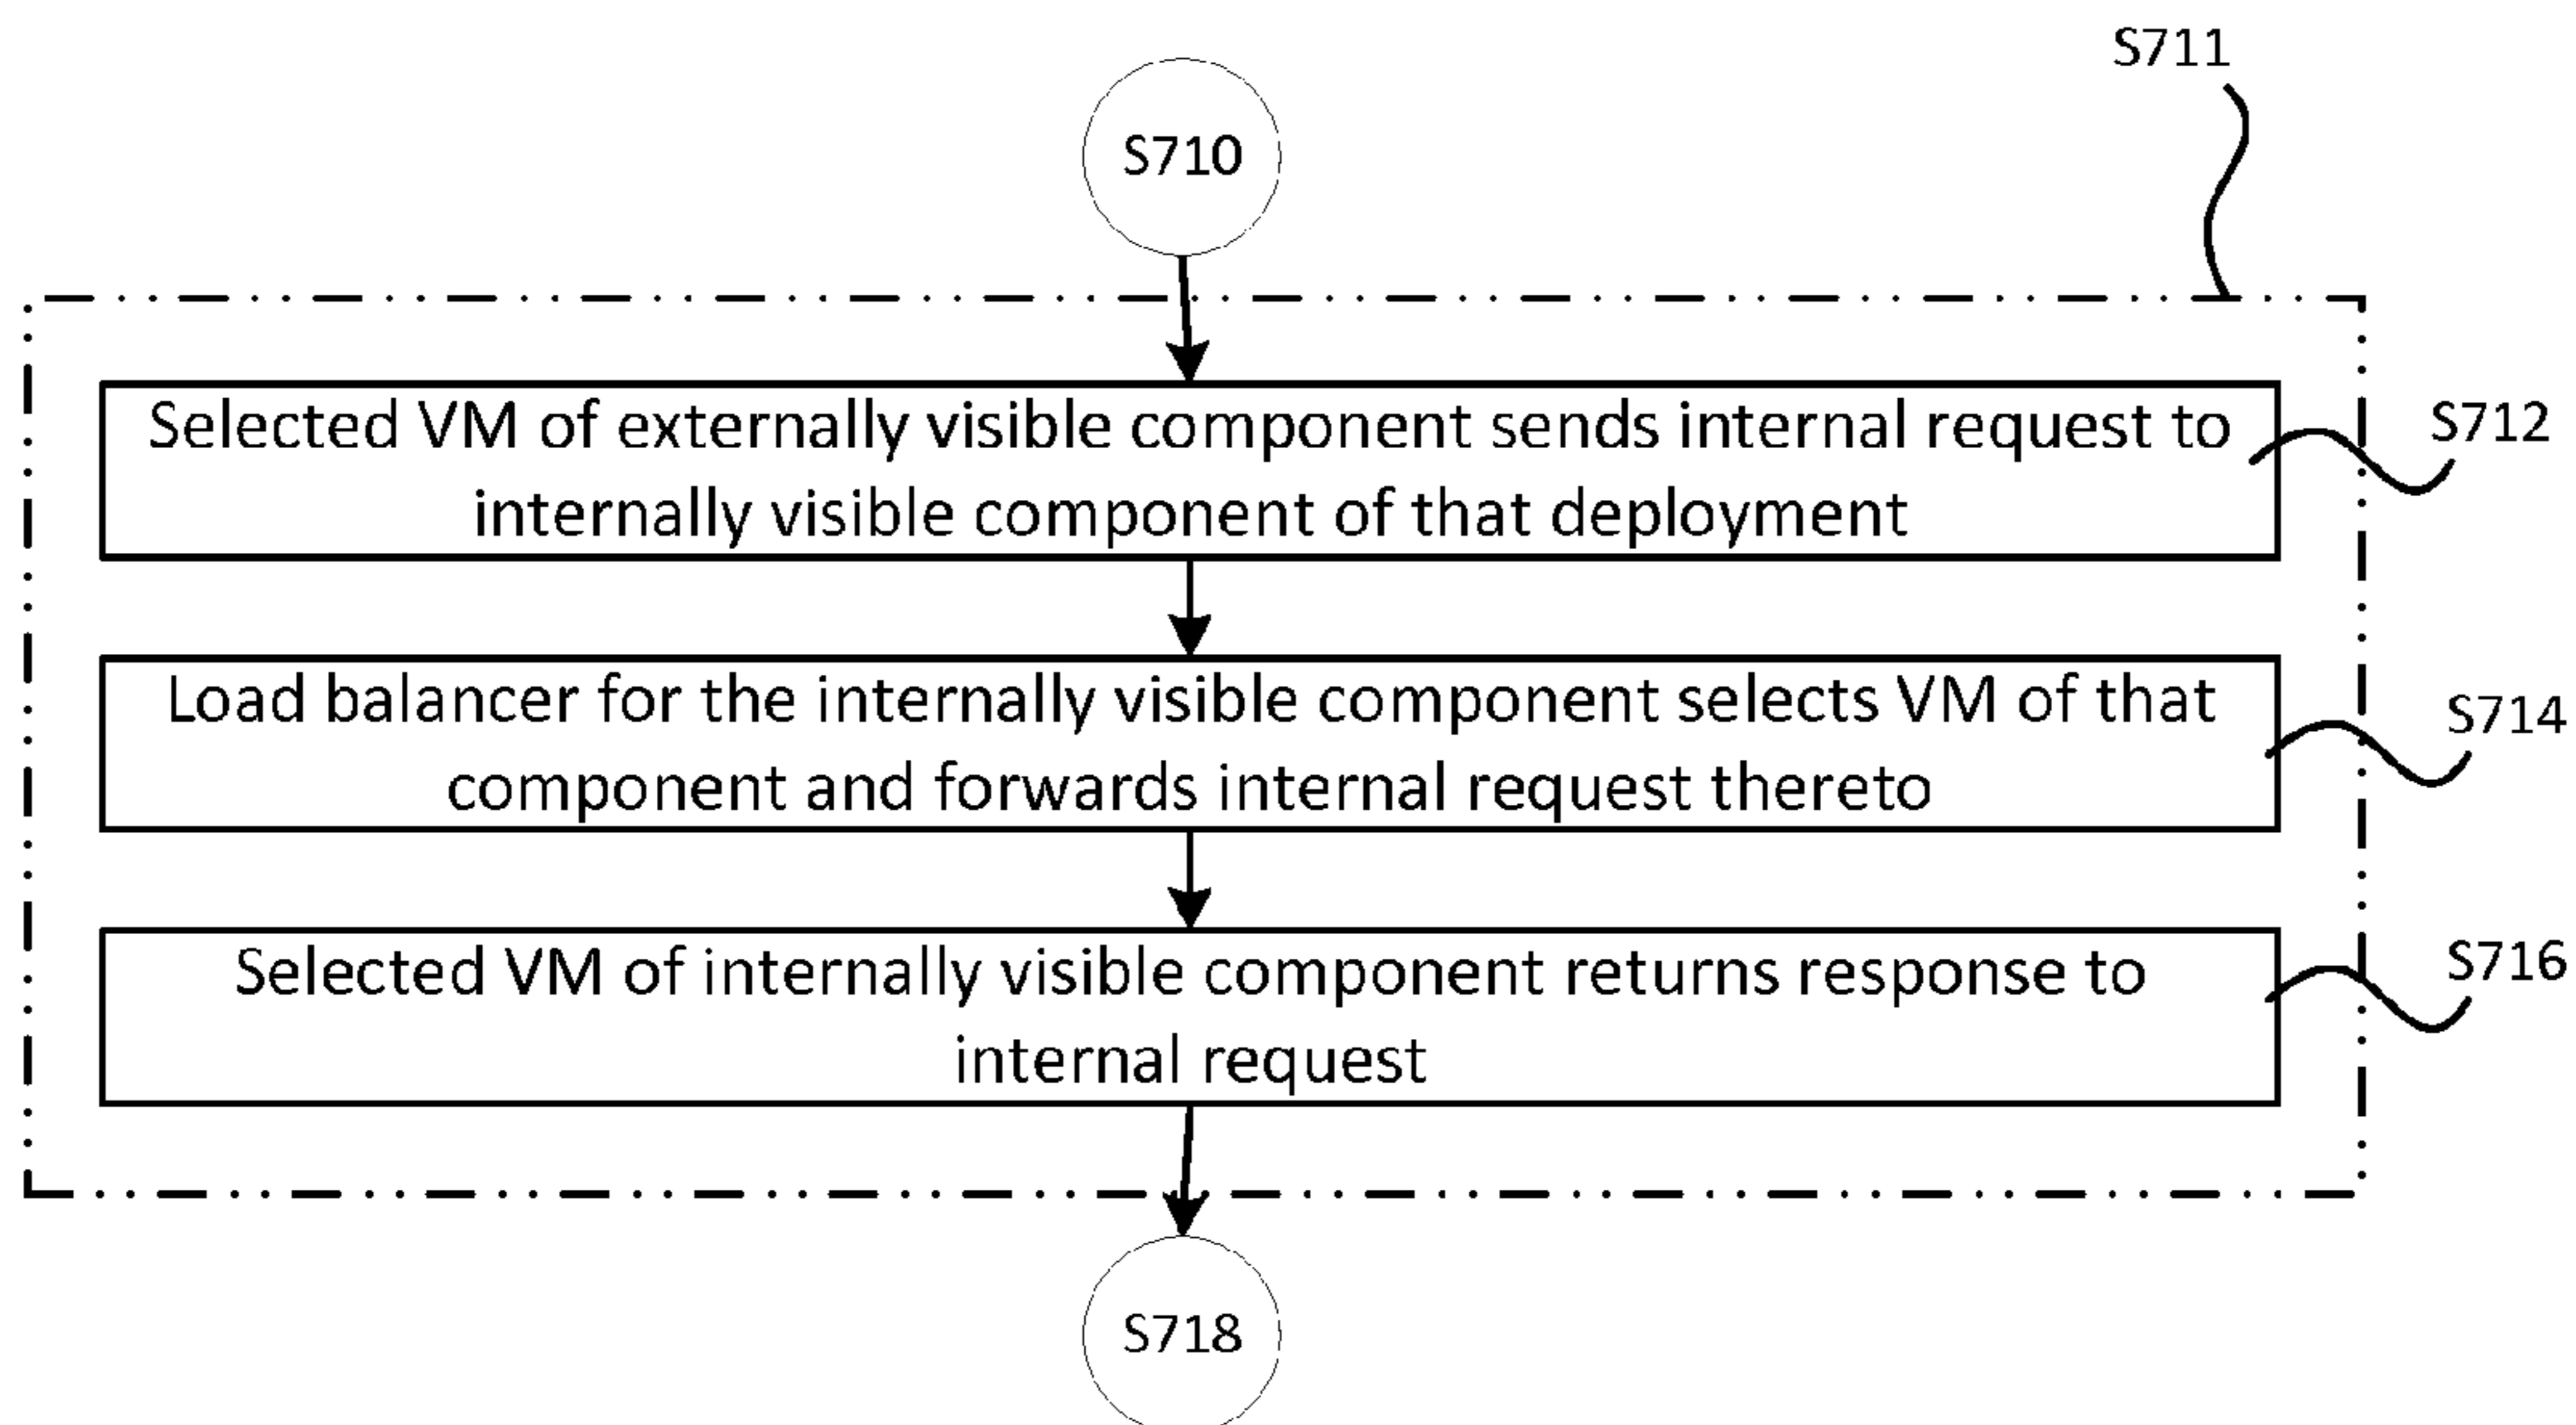 S711
S710
Selected VM of externally visible component sends internal request to
internally visible component of that deployment
S712
Load balancer for the internally visible component selects VM of that
component and forwards internal request thereto
S714
Selected VM of internally visible component returns response to
internal request
S716
S718